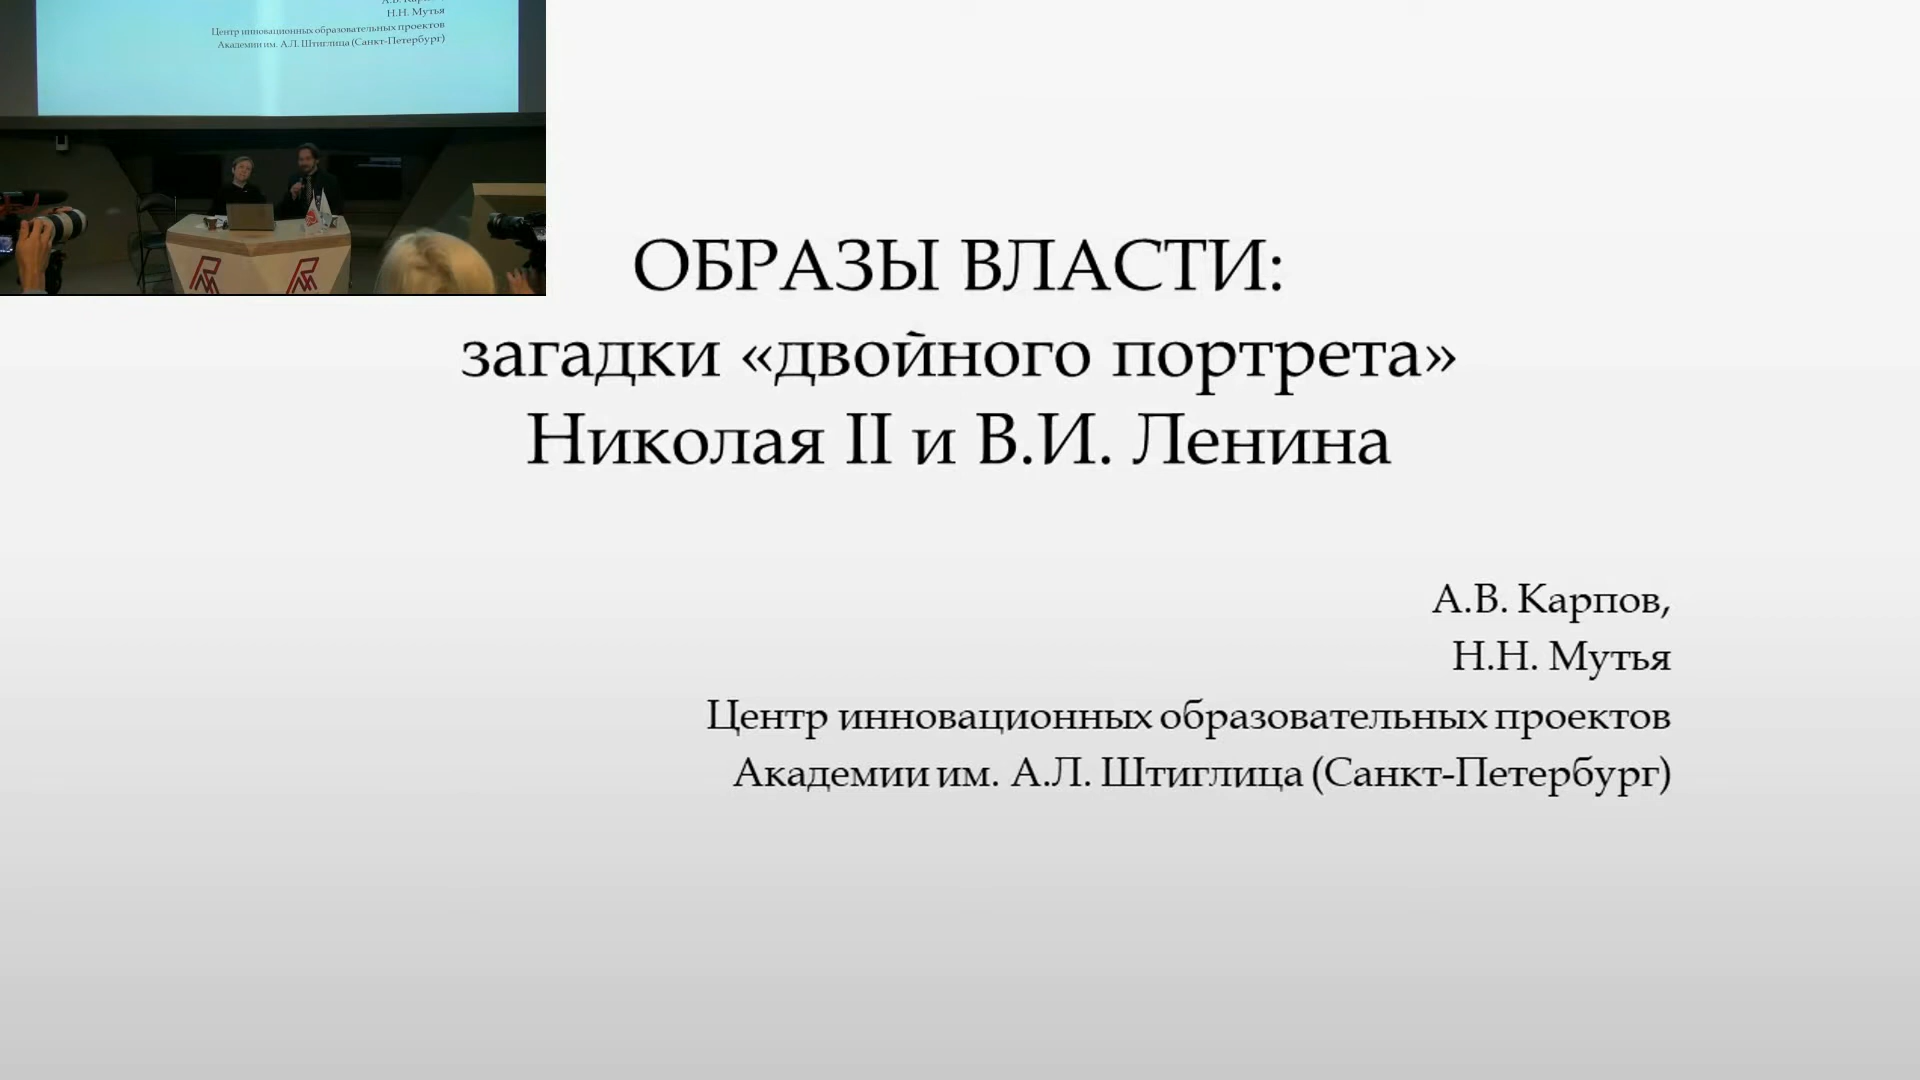 Н.Н. Мутья
Центр инновационных образовательных проектов
Академии им. А.Л. Штиглица (Санкт-Петербург)
ОБРАЗЫ ВЛАСТИ:
загадки «двойного портрета»
Николая II и В.И. Ленина
А.В. Карпов,
Н.Н. Мутья
Центр инновационных образовательных проектов
Академии им. А.Л. Штиглица (Санкт-Петербург)